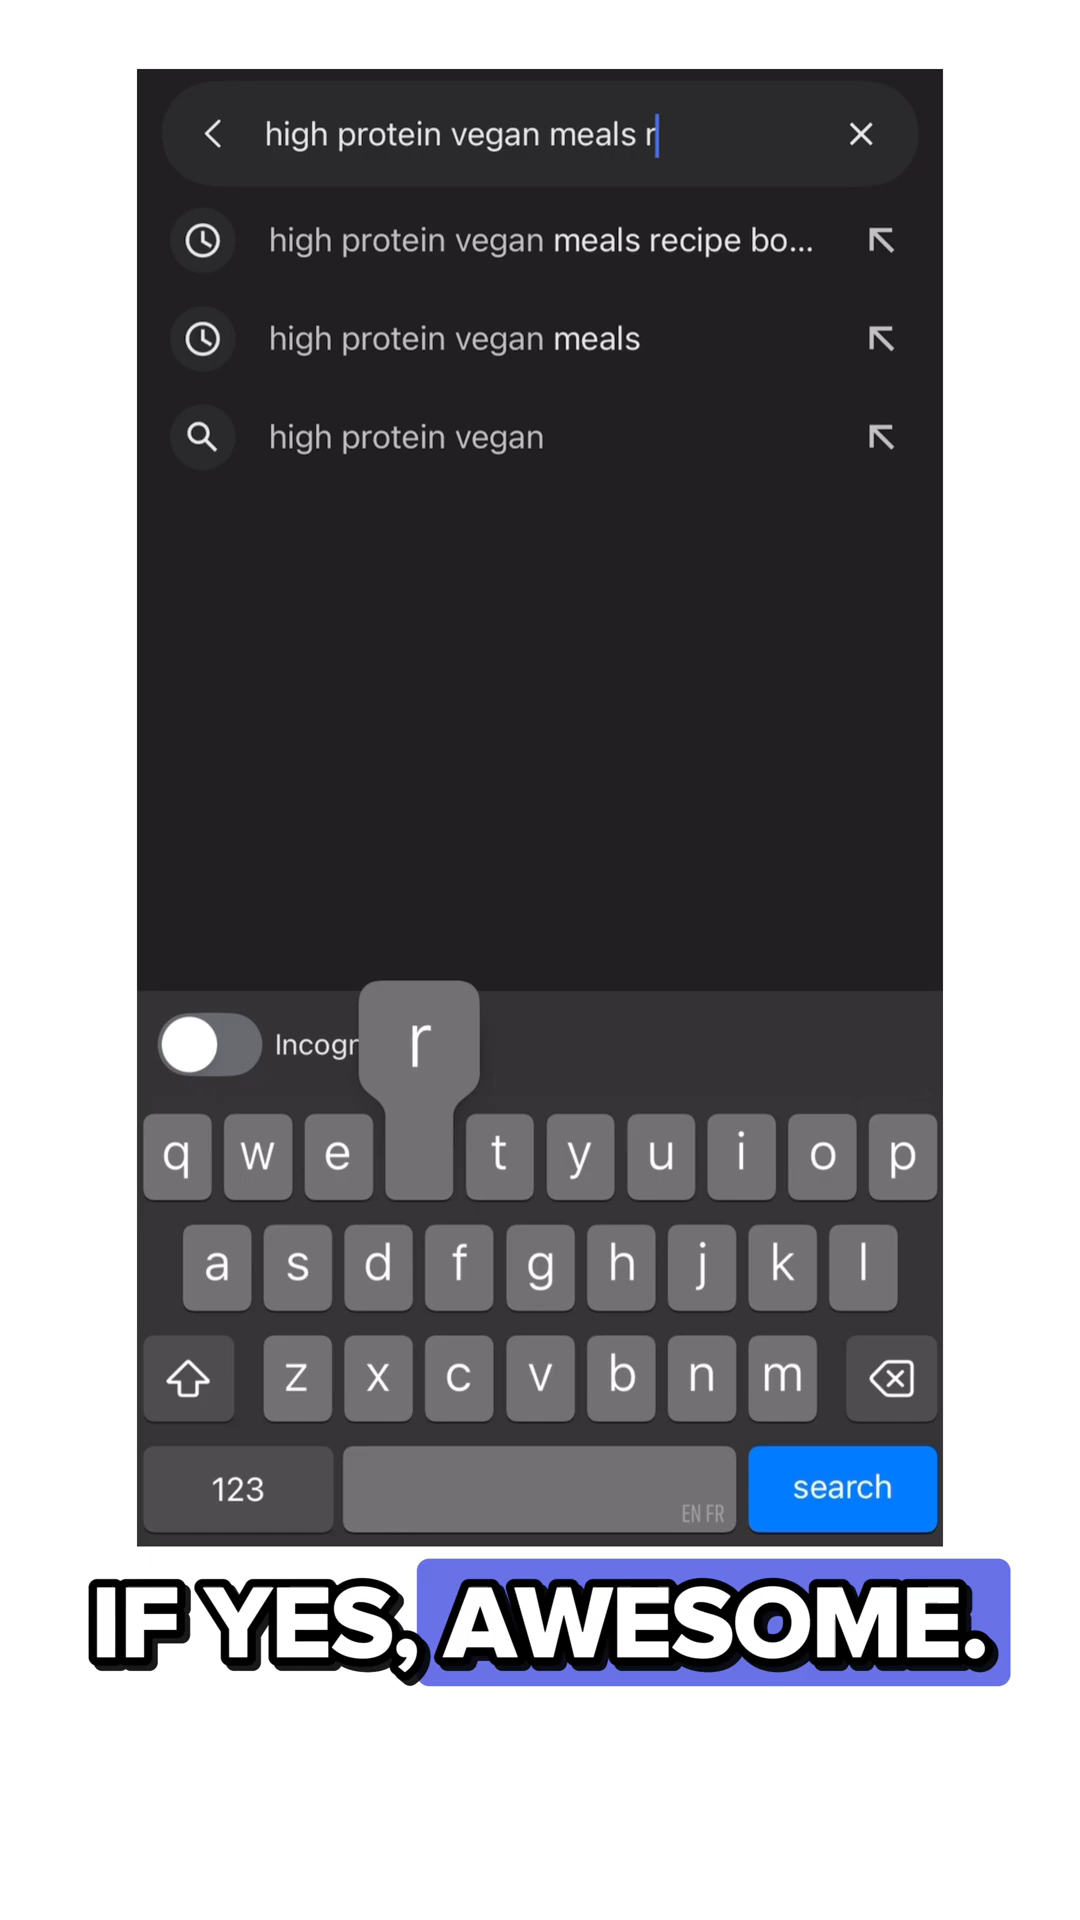 high protein vegan meals r
high protein vegan meals recipe bo...
high protein vegan meals
high protein vegan
Incogr
r
q w e t y u i o p
a s d f g h j k l
z x c v b n m
123
EN FR
search
IF YES, AWESOME.